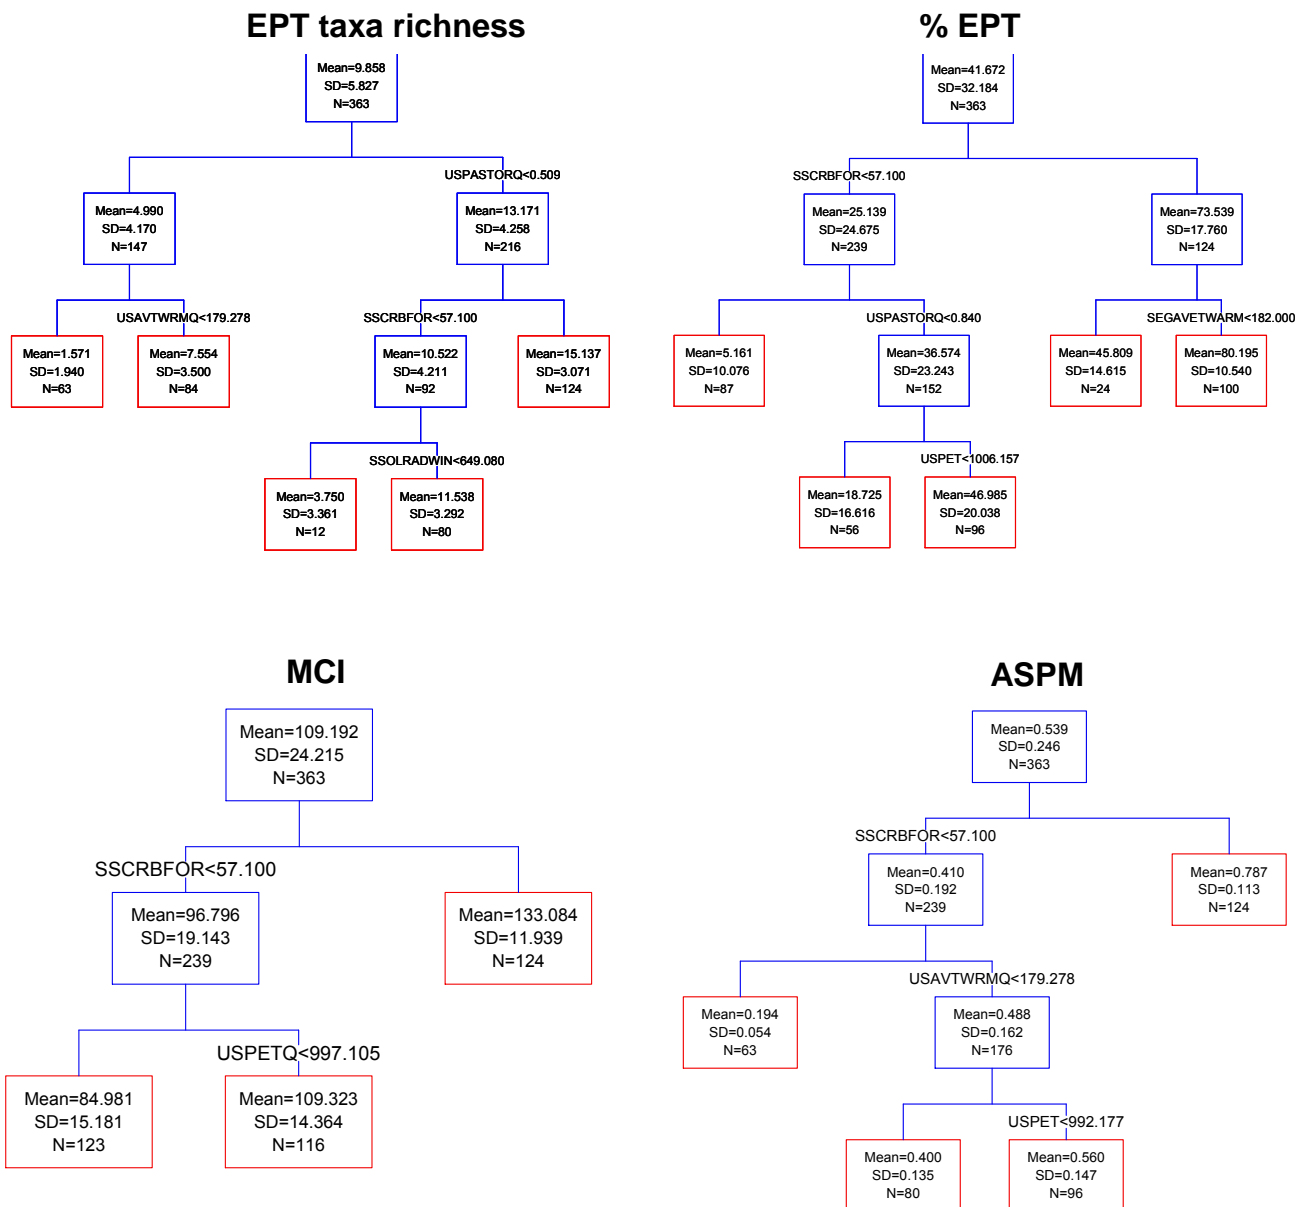 EPT taxa richness
Mean=9.858
SD=5.827
N=363
USPASTORQ<0.509
Mean=4.990
SD=4.170
N=147
Mean=13.171
SD=4.258
N=216
USAVTWRMQ<179.278
SSCRBFOR<57.100
Mean=1.571
SD=1.940
N=63
Mean=7.554
SD=3.500
N=84
Mean=10.522
SD=4.211
N=92
Mean=15.137
SD=3.071
N=124
SSOLRADWIN<649.080
Mean=3.750
SD=3.361
N=12
Mean=11.538
SD=3.292
N=80
% EPT
Mean=41.672
SD=32.184
N=363
SSCRBFOR<57.100
Mean=25.139
SD=24.675
N=239
Mean=73.539
SD=17.760
N=124
USPASTORQ<0.840
SEGAVETWARM<182.000
Mean=5.161
SD=10.076
N=87
Mean=36.574
SD=23.243
N=152
Mean=45.809
SD=14.615
N=24
Mean=80.195
SD=10.540
N=100
USPET<1006.157
Mean=18.725
SD=16.616
N=56
Mean=46.985
SD=20.038
N=96
MCI
Mean=109.192
SD=24.215
N=363
SSCRBFOR<57.100
Mean=96.796
SD=19.143
N=239
Mean=133.084
SD=11.939
N=124
USPETQ<997.105
Mean=84.981
SD=15.181
N=123
Mean=109.323
SD=14.364
N=116
ASPM
Mean=0.539
SD=0.246
N=363
SSCRBFOR<57.100
Mean=0.410
SD=0.192
N=239
Mean=0.787
SD=0.113
N=124
USAVTWRMQ<179.278
Mean=0.194
SD=0.054
N=63
Mean=0.488
SD=0.162
N=176
USPET<992.177
Mean=0.400
SD=0.135
N=80
Mean=0.560
SD=0.147
N=96